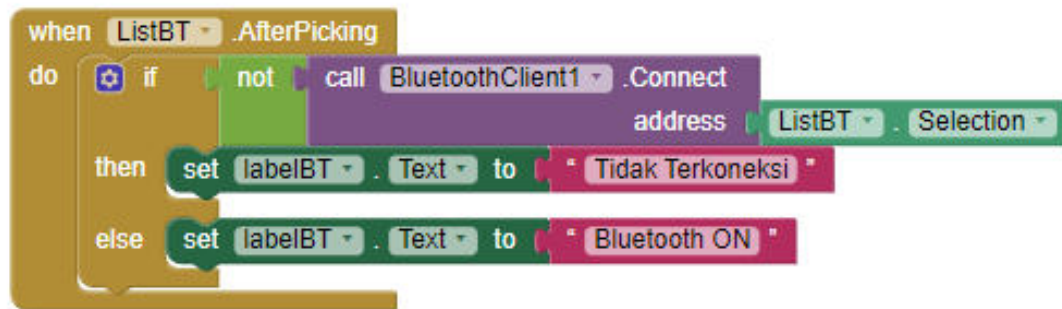 when ListBT .AfterPicking
do if not call BluetoothClient1 .Connect
address ListBT . Selection
then set labelBT . Text to " Tidak Terkoneksi "
else set labelBT . Text to " Bluetooth ON "